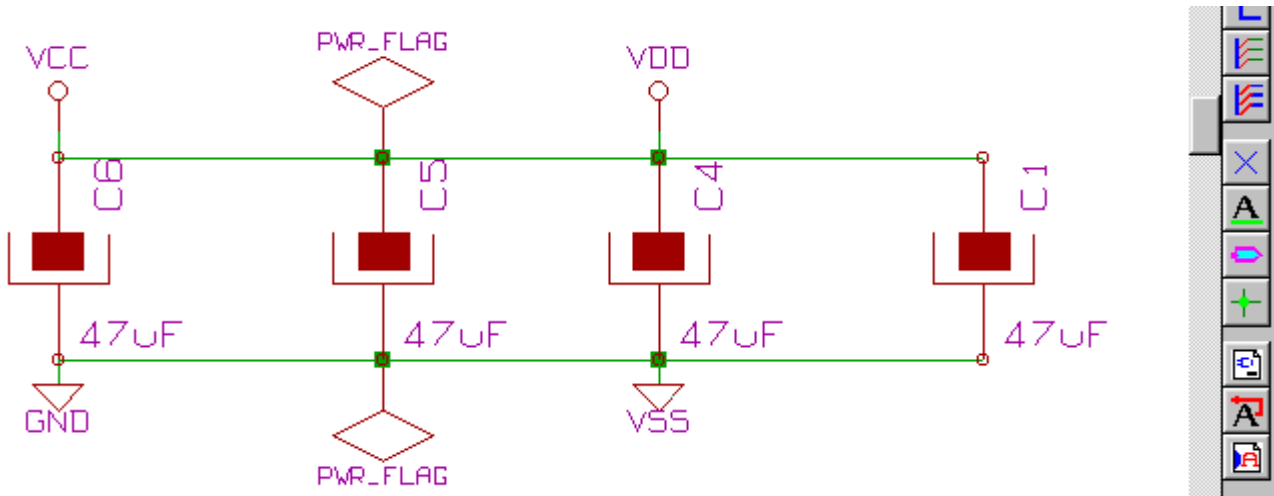 PWR_FLAG
VCC
VDD
C6
C5
C4
C1
47uF
47uF
47uF
47uF
GND
VSS
PWR_FLAG
A
A
A